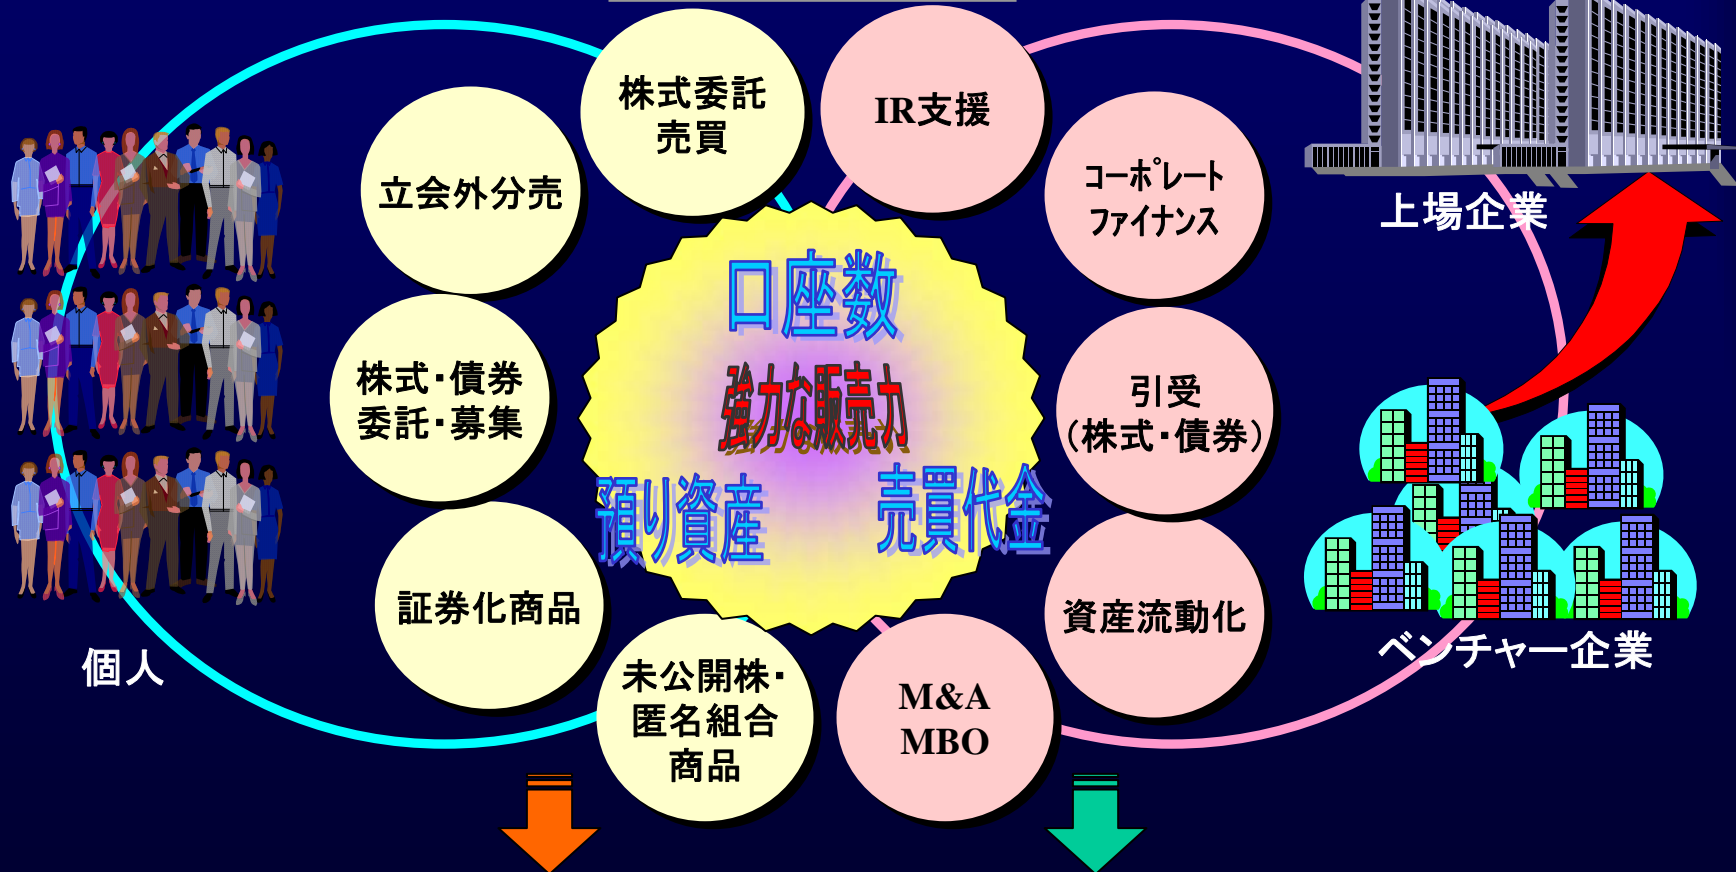 株式委託
売買
IR支援
立会外分売
コーポレート
ファイナンス
上場企業
口座数
強力な販売力
株式・債券
委託・募集
引受
（株式・債券）
預り資産
売買代金
証券化商品
資産流動化
個人
ベンチャー企業
未公開株・
匿名組合
商品
M&A
MBO